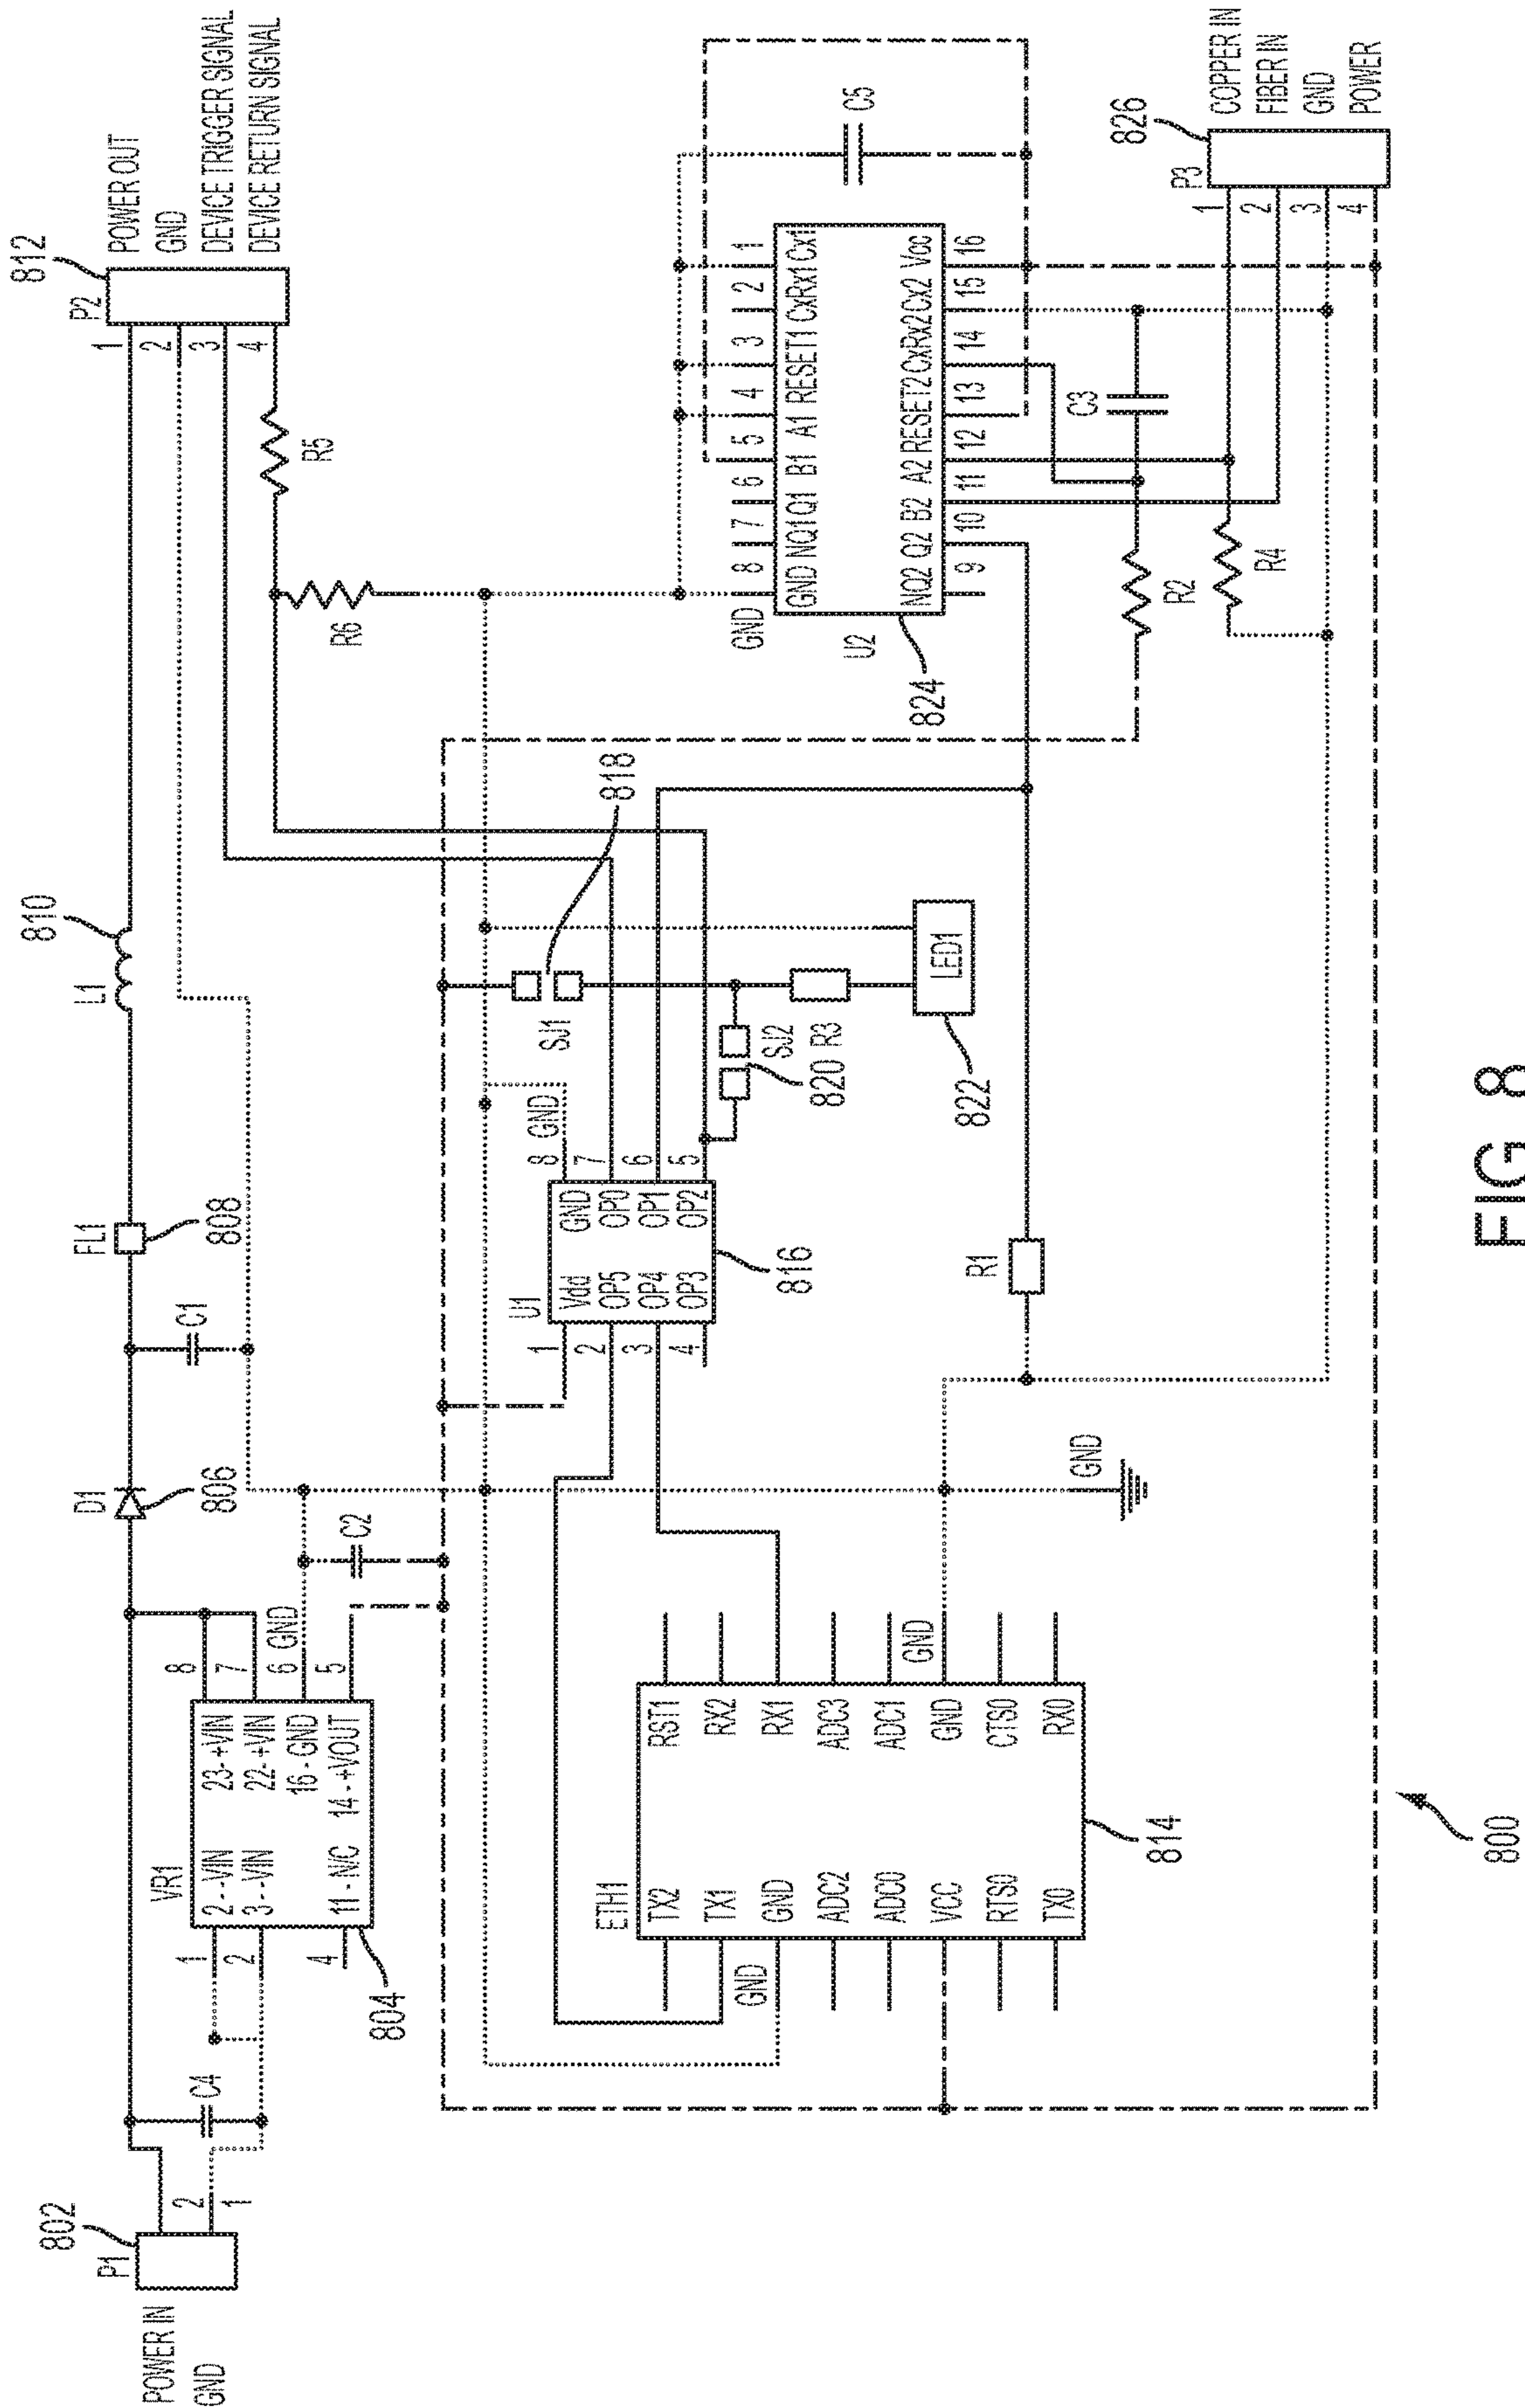 POWER IN
GND
P1
802
2
1
C4
VR1
1
2
4
2--VIN
3--VIN
11-N/C
23-+VIN
22-+VIN
16-GND
14-+VOUT
8
7
6
5
GND
804
C2
D1
806
C1
FL1
808
L1
810
P2
812
1
2
3
4
POWER OUT
GND
DEVICE TRIGGER SIGNAL
DEVICE RETURN SIGNAL
R5
R6
ETH1
TX2
TX1
GND
ADC2
ADC0
VCC
RTS0
TX0
RST1
RX2
RX1
ADC3
ADC1
GND
CTS0
RX0
GND
GND
814
GND
U1
1
2
3
4
Vdd
OP5
OP4
OP3
GND
OP0
OP1
OP2
8
7
6
5
GND
816
SJ1
818
SJ2
820
R3
LED1
822
R1
U2
824
GND
8
7
6
5
4
3
2
1
GND
NQ1
Q1
B1
A1
RESET1
CxRx1
Cx1
NQ2
Q2
B2
A2
RESET2
CxRx2
Cx2
Vcc
9
10
11
12
13
14
15
16
C5
C3
R2
R4
P3
826
1
2
3
4
COPPER IN
FIBER IN
GND
POWER
800
FIG 8